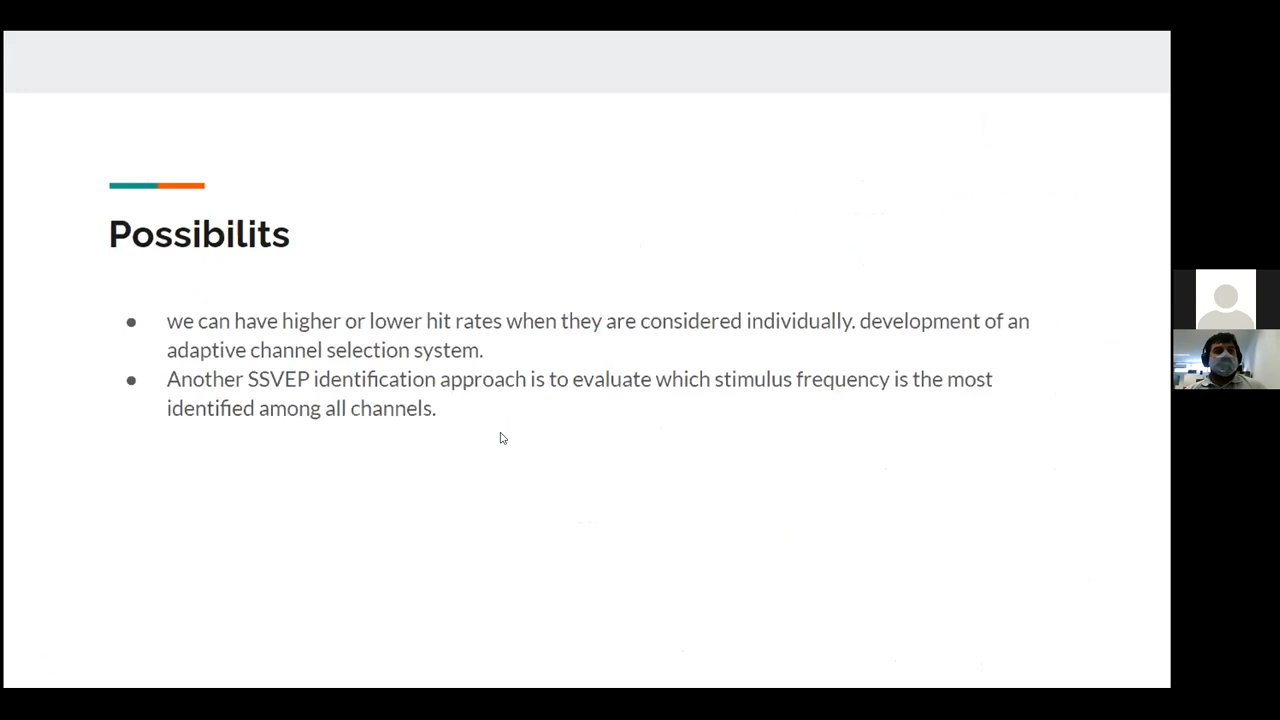 Possibilits
● we can have higher or lower hit rates when they are considered individually. development of an
adaptive channel selection system.
● Another SSVEP identification approach is to evaluate which stimulus frequency is the most
identified among all channels.